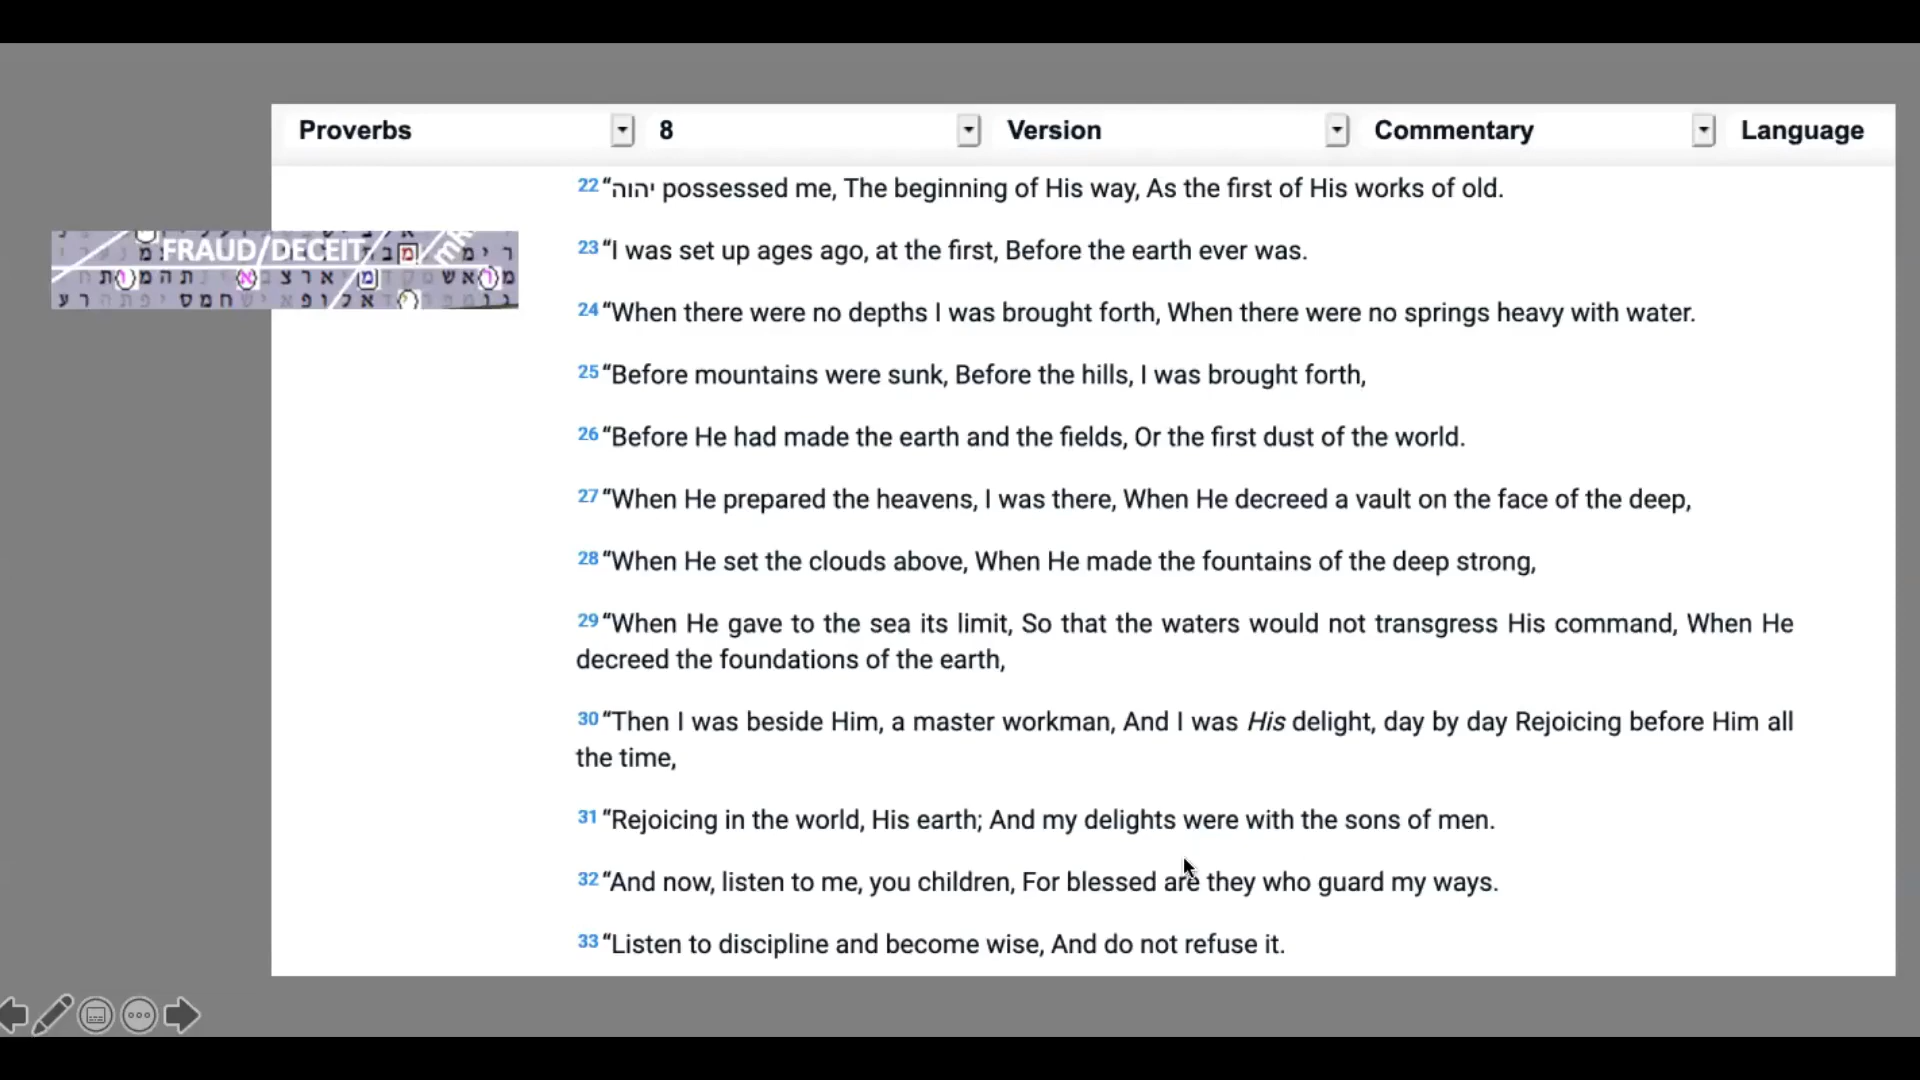 Proverbs 8 Version Commentary Language
22 “יהוה possessed me, The beginning of His way, As the first of His works of old.
FRAUD/DECEIT
23 “I was set up ages ago, at the first, Before the earth ever was.
24 “When there were no depths I was brought forth, When there were no springs heavy with water.
25 “Before mountains were sunk, Before the hills, I was brought forth,
26 “Before He had made the earth and the fields, Or the first dust of the world.
27 “When He prepared the heavens, I was there, When He decreed a vault on the face of the deep,
28 “When He set the clouds above, When He made the fountains of the deep strong,
29 “When He gave to the sea its limit, So that the waters would not transgress His command, When He
decreed the foundations of the earth,
30 “Then I was beside Him, a master workman, And I was His delight, day by day Rejoicing before Him all
the time,
31 “Rejoicing in the world, His earth; And my delights were with the sons of men.
32 “And now, listen to me, you children, For blessed are they who guard my ways.
33 “Listen to discipline and become wise, And do not refuse it.